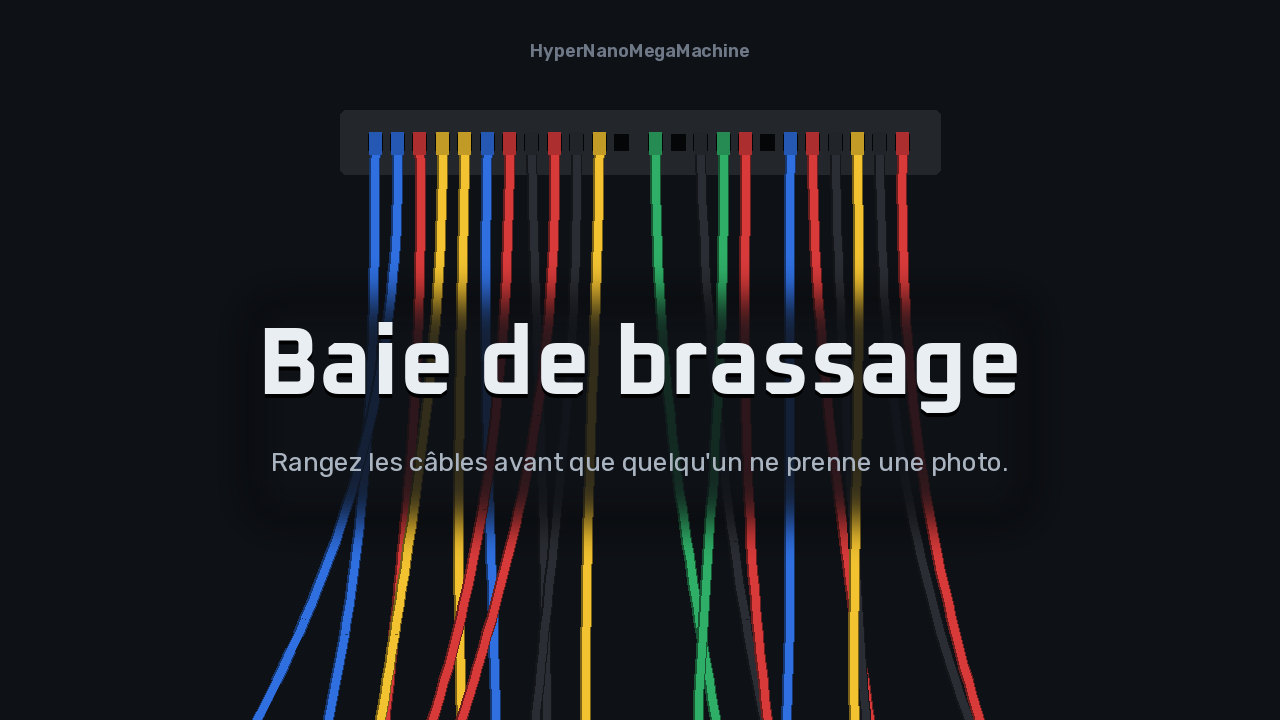 HyperNanoMegaMachine
Baie de brassage
Rangez les câbles avant que quelqu'un ne prenne une photo.